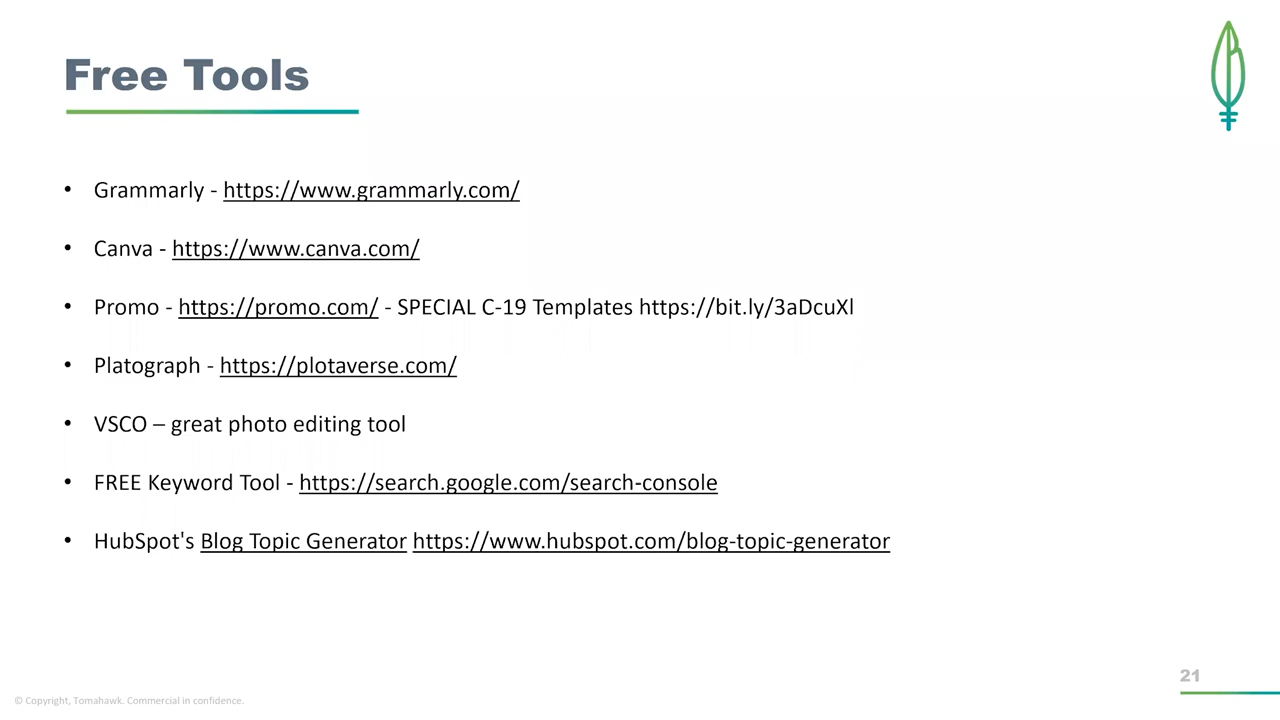 Free Tools
• Grammarly - https://www.grammarly.com/
• Canva - https://www.canva.com/
• Promo - https://promo.com/ - SPECIAL C-19 Templates https://bit.ly/3aDcuXl
• Platograph - https://plotaverse.com/
• VSCO – great photo editing tool
• FREE Keyword Tool - https://search.google.com/search-console
• HubSpot's Blog Topic Generator https://www.hubspot.com/blog-topic-generator
21
© Copyright, Tomahawk. Commercial in confidence.